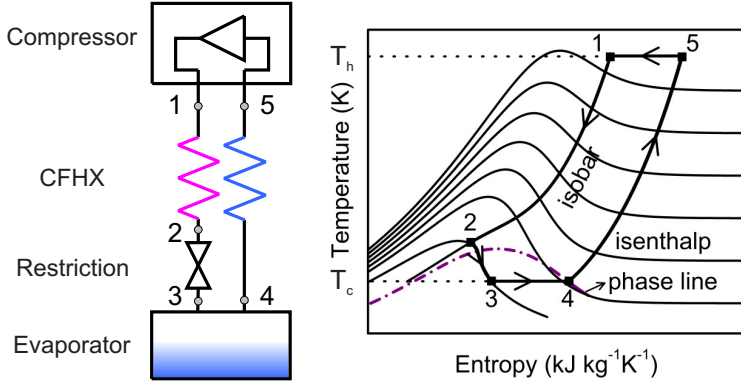 Compressor
1
5
CFHX
2
Restriction
3
4
Evaporator
Temperature (K)
T_h
T_c
1
5
isobar
2
isenthalp
3
4
phase line
Entropy (kJ kg⁻¹K⁻¹)